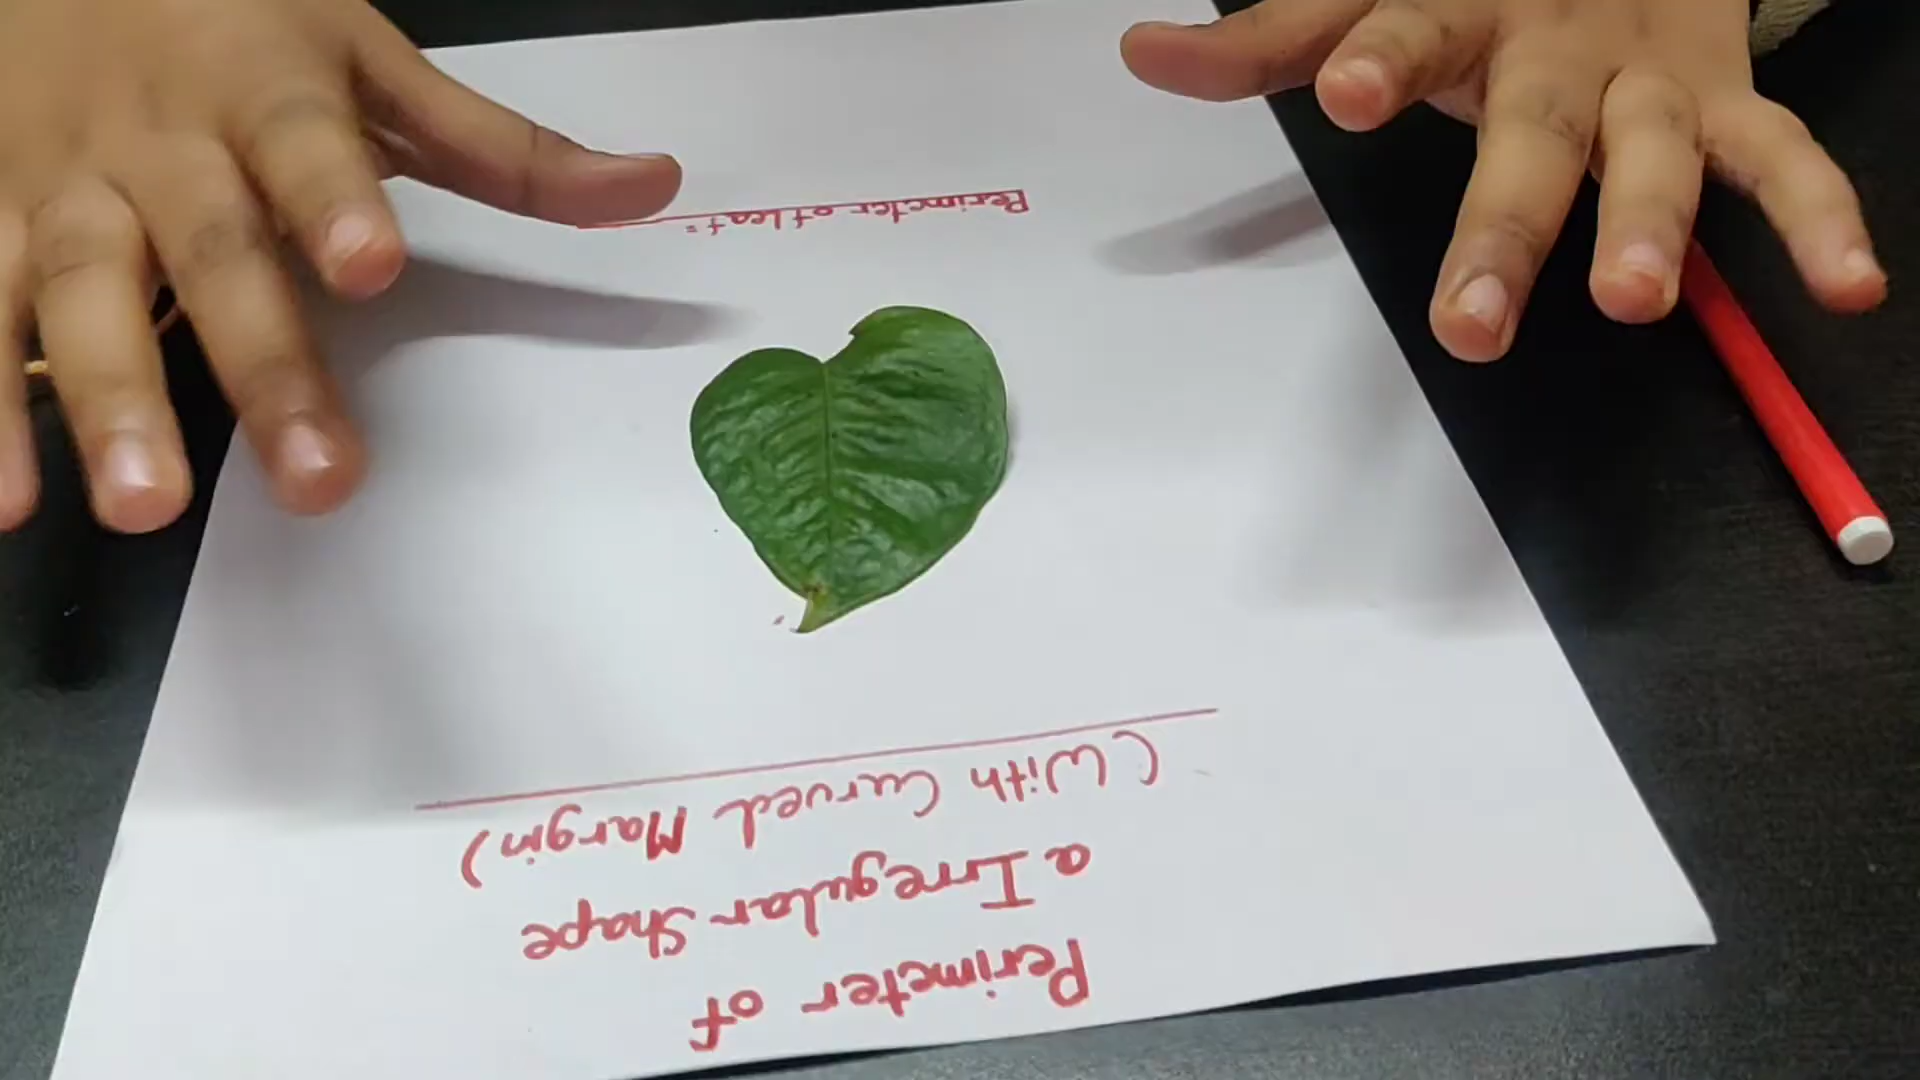 Perimeter of
a Irregular Shape
(With Curved Margin)
Perimeter of leaf =